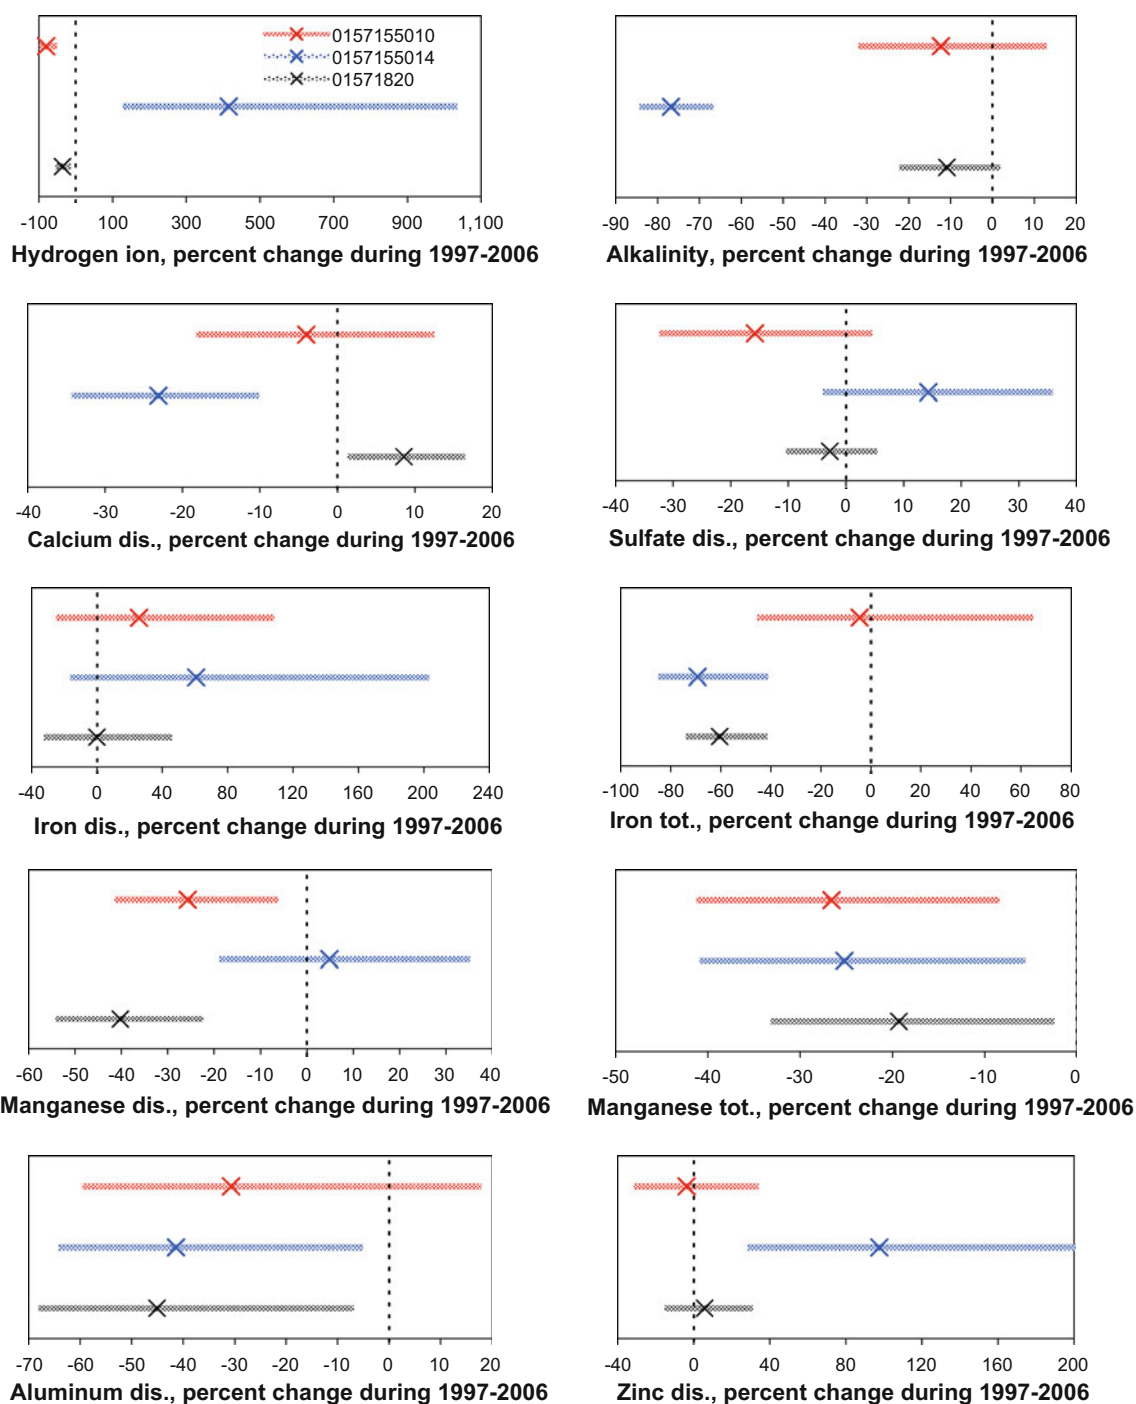 0157155010
0157155014
01571820
-100 100 300 500 700 900 1,100
Hydrogen ion, percent change during 1997-2006
-90 -80 -70 -60 -50 -40 -30 -20 -10 0 10 20
Alkalinity, percent change during 1997-2006
-40 -20 0 20
Calcium dis., percent change during 1997-2006
-40 -30 -20 -10 0 10 20 30 40
Sulfate dis., percent change during 1997-2006
-40 0 40 80 120 160 200 240
Iron dis., percent change during 1997-2006
-100 -80 -60 -40 -20 0 20 40 60 80
Iron tot., percent change during 1997-2006
-60 -50 -40 -30 -20 -10 0 10 20 30 40
Manganese dis., percent change during 1997-2006
-50 -40 -30 -20 -10 0
Manganese tot., percent change during 1997-2006
-70 -60 -50 -40 -30 -20 -10 0 10 20
Aluminum dis., percent change during 1997-2006
-40 0 40 80 120 160 200
Zinc dis., percent change during 1997-2006